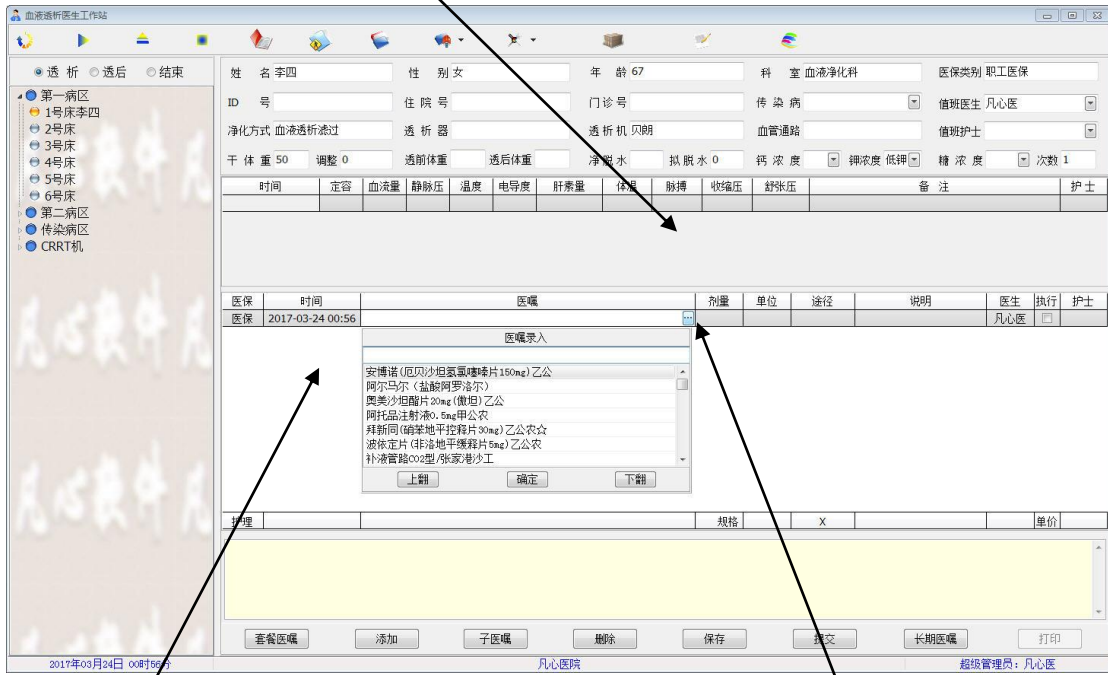 血液透析医生工作站
透 析 透后 结束
第一病区
1号床李四
2号床
3号床
4号床
5号床
6号床
第二病区
传染病区
CRRT机
姓 名 李四 性 别 女 年 龄 67 科 室 血液净化科 医保类别 职工医保
ID 号 住 院 号 门 诊 号 传 染 病 值班医生 凡心医
净化方式 血液透析滤过 透 析 器 透 析 机 贝朗 血管通路 值班护士
干 体 重 50 调整 0 透前体重 透后体重 净 脱 水 拟 脱 水 0 钙 浓 度 钾浓度 低钾 糖 浓 度 次数 1
时间 定容 血流量 静脉压 温度 电导度 肝素量 体温 脉搏 收缩压 舒张压 备 注 护 士
医保 时间 医嘱 剂量 单位 途径 说明 医生 执行 护士
医保 2017-03-24 00:56 凡心医
医嘱录入
安博诺(厄贝沙坦氢氯噻嗪片150mg)乙公
阿尔马尔（盐酸阿罗洛尔）
奥美沙坦酯片20mg(傲坦)乙公
阿托品注射液0.5mg甲公农
拜新同(硝苯地平控释片30mg)乙公农☆
波依定片(非洛地平缓释片5mg)乙公农
补液管路CO2型/张家港沙工
上翻 确定 下翻
护理 规格 X 单价
套餐医嘱 添加 子医嘱 删除 保存 提交 长期医嘱 打印
2017年03月24日 00时56分 凡心医院 超级管理员：凡心医